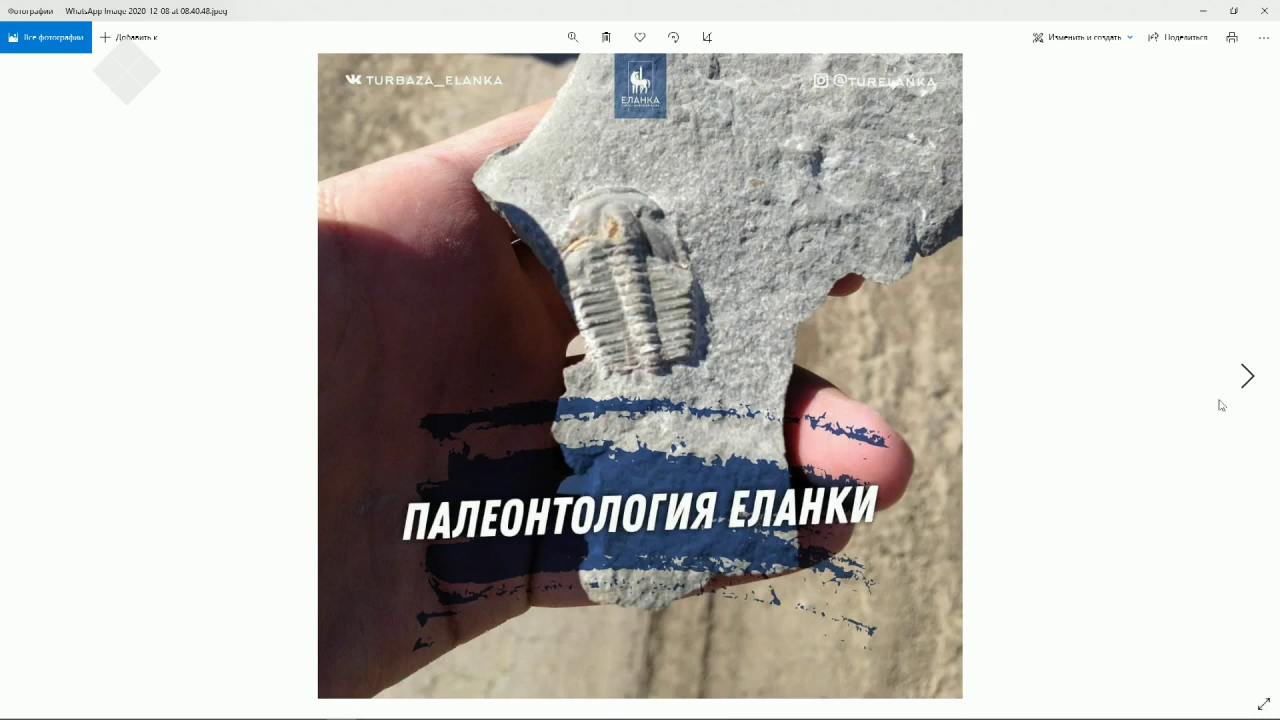 Фотографии - WhatsApp Image 2020-12-08 at 08.40.48.jpeg
Все фотографии
Добавить к
Изменить и создать
Поделиться
TURBAZA_ELANKA
ЕЛАНКА
@TURELANKA
ПАЛЕОНТОЛОГИЯ ЕЛАНКИ